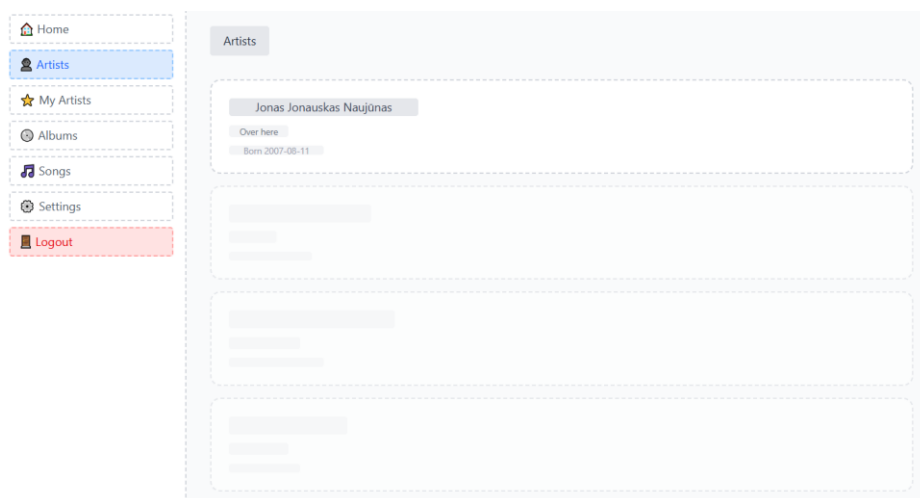 Home
Artists
My Artists
Albums
Songs
Settings
Logout
Artists
Jonas Jonauskas Naujūnas
Over here
Born 2007-08-11